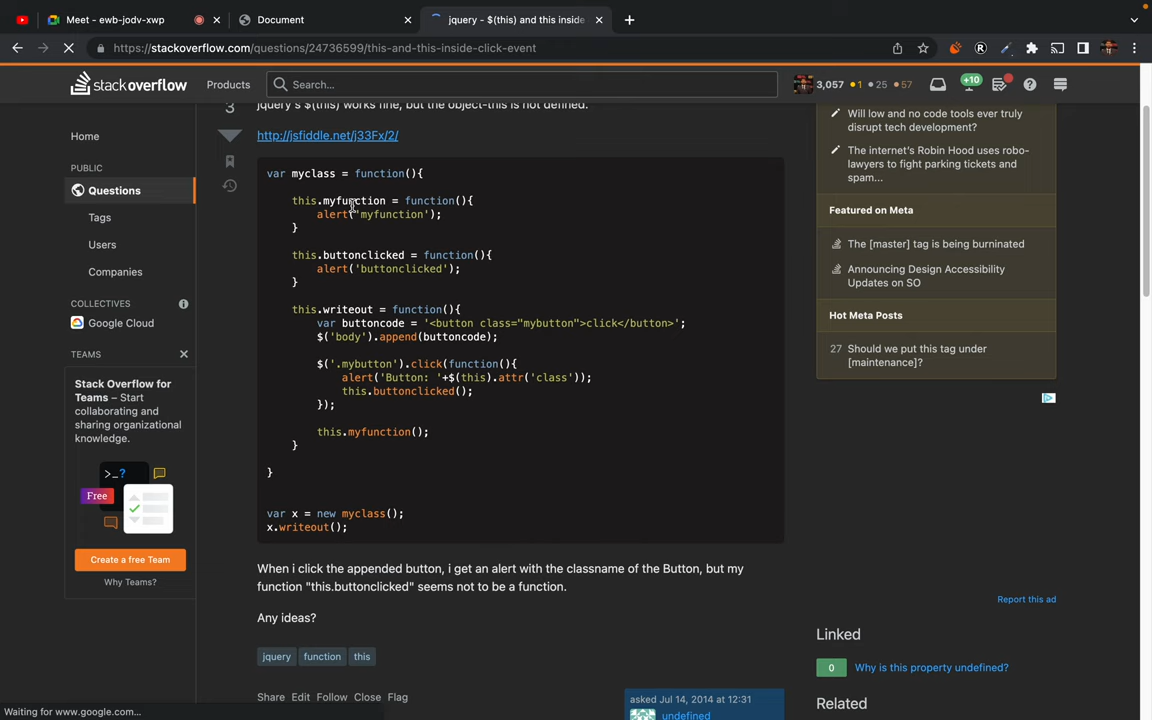 Meet - ewb-jodv-xwp
Document
jquery - $(this) and this inside
https://stackoverflow.com/questions/24736599/this-and-this-inside-click-event
stack overflow
Products
Search...
3,057 1 25 57
+10
3
jquery's $(this) works fine, but the object-this is not defined.
http://jsfiddle.net/j33Fx/2/
var myclass = function(){
this.myfunction = function(){
alert('myfunction');
}
this.buttonclicked = function(){
alert('buttonclicked');
}
this.writeout = function(){
var buttoncode = '<button class="mybutton">click</button>';
$('body').append(buttoncode);
$('.mybutton').click(function(){
alert('Button: '+$(this).attr('class'));
this.buttonclicked();
});
this.myfunction();
}
}
var x = new myclass();
x.writeout();
When i click the appended button, i get an alert with the classname of the Button, but my
function "this.buttonclicked" seems not to be a function.
Any ideas?
jquery function this
Share Edit Follow Close Flag
asked Jul 14, 2014 at 12:31
undefined
Home
PUBLIC
Questions
Tags
Users
Companies
COLLECTIVES
Google Cloud
TEAMS
Stack Overflow for
Teams – Start
collaborating and
sharing organizational
knowledge.
>_?
Free
Create a free Team
Why Teams?
Will low and no code tools ever truly
disrupt tech development?
The internet's Robin Hood uses robo-
lawyers to fight parking tickets and
spam...
Featured on Meta
The [master] tag is being burninated
Announcing Design Accessibility
Updates on SO
Hot Meta Posts
27 Should we put this tag under
[maintenance]?
Report this ad
Linked
0 Why is this property undefined?
Related
Waiting for www.google.com...